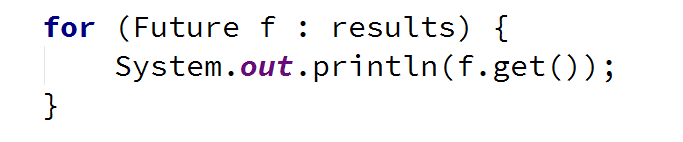 for (Future f : results) {
    System.out.println(f.get());
}